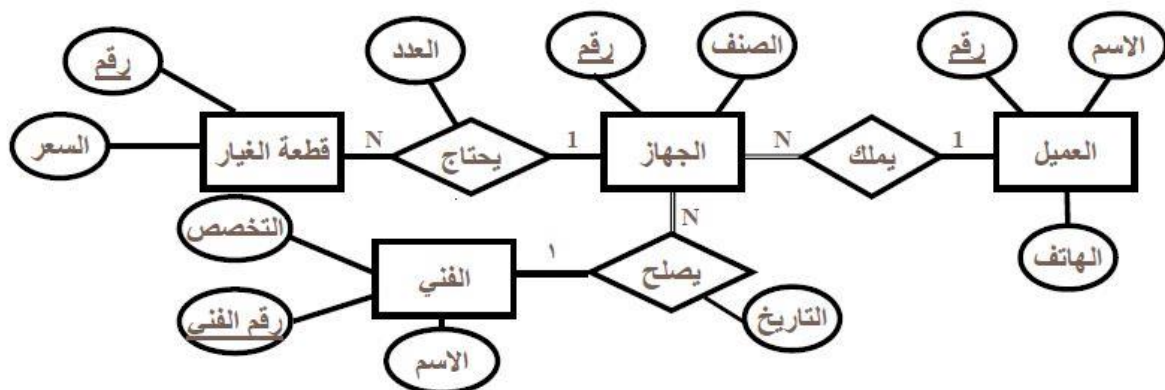 الاسم
رقم
الصنف
رقم
العدد
رقم
العميل
1
يملك
N
الجهاز
1
يحتاج
N
قطعة الغيار
السعر
الهاتف
N
يصلح
١
الفني
التخصص
التاريخ
رقم الفني
الاسم